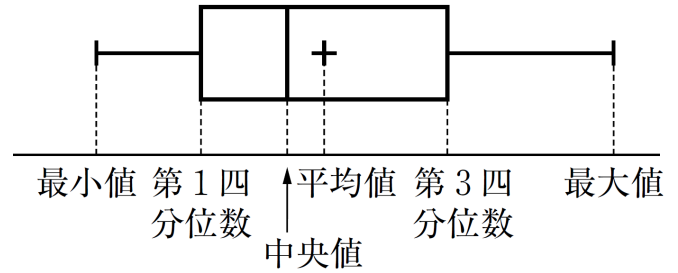 最小値
第1四
分位数
中央値
平均値
第3四
分位数
最大値